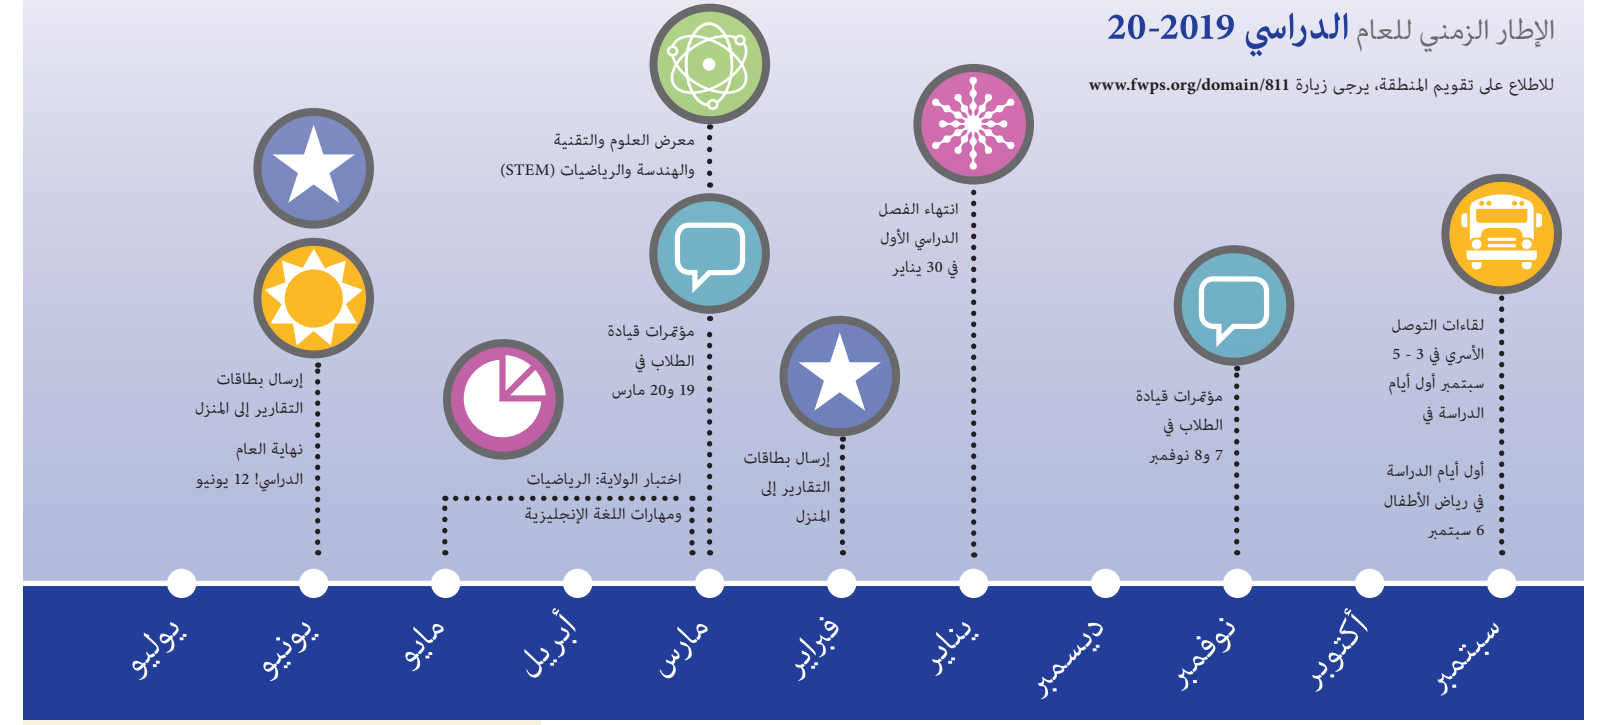 الإطار الزمني للعام الدراسي 2019-20
للاطلاع على تقويم المنطقة، يرجى زيارة www.fwps.org/domain/811
لقاءات التوصل
الأسري في 3 - 5
سبتمبر أول أيام
الدراسة في
أول أيام الدراسة
في رياض الأطفال
6 سبتمبر
مؤتمرات قيادة
الطلاب في
7 و8 نوفمبر
انتهاء الفصل
الدراسي الأول
في 30 يناير
إرسال بطاقات
التقارير إلى
المنزل
معرض العلوم والتقنية
والهندسة والرياضيات (STEM)
مؤتمرات قيادة
الطلاب في
19 و20 مارس
اختبار الولاية: الرياضيات
ومهارات اللغة الإنجليزية
إرسال بطاقات
التقارير إلى المنزل
نهاية العام
الدراسي! 12 يونيو
سبتمبر
أكتوبر
نوفمبر
ديسمبر
يناير
فبراير
مارس
أبريل
مايو
يونيو
يوليو